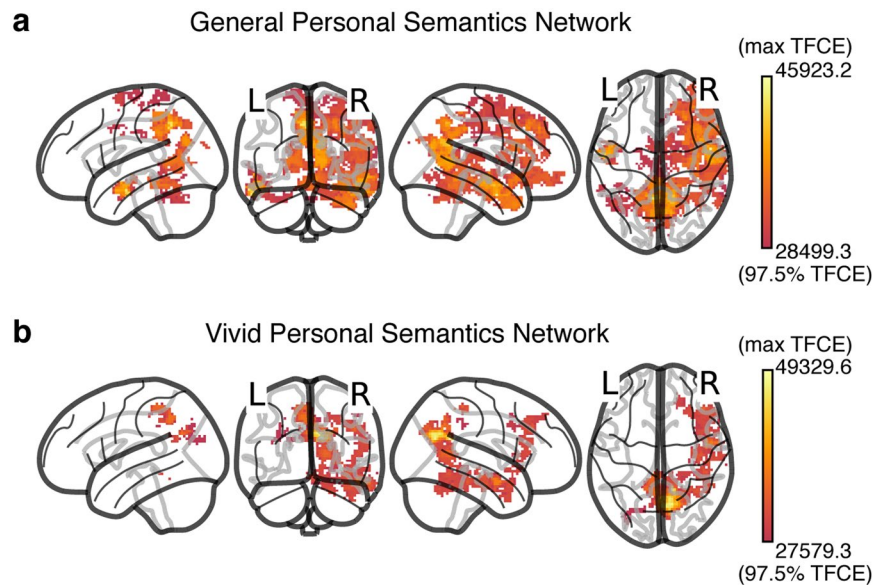 a
General Personal Semantics Network
(max TFCE)
45923.2
L
R
L
R
28499.3
(97.5% TFCE)
b
Vivid Personal Semantics Network
(max TFCE)
49329.6
L
R
L
R
27579.3
(97.5% TFCE)